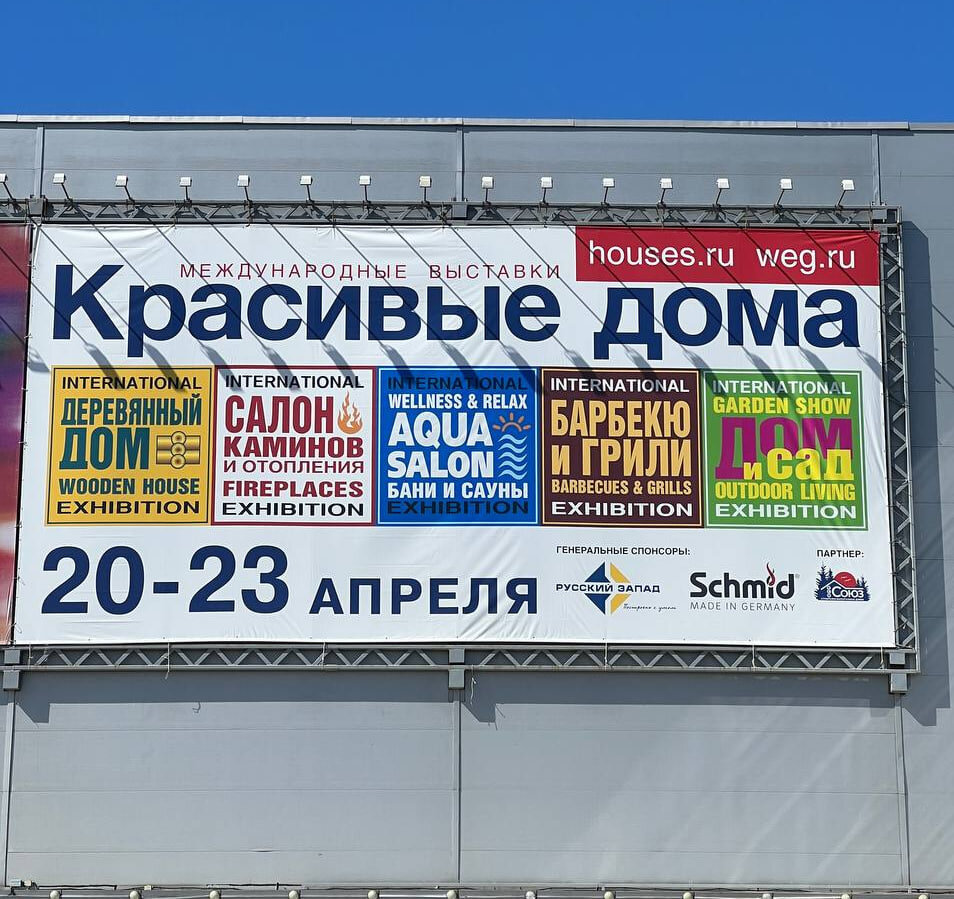 houses.ru weg.ru
МЕЖДУНАРОДНЫЕ ВЫСТАВКИ
Красивые дома
INTERNATIONAL
ДЕРЕВЯННЫЙ
ДОМ
WOODEN HOUSE
EXHIBITION
INTERNATIONAL
САЛОН
КАМИНОВ
И ОТОПЛЕНИЯ
FIREPLACES
EXHIBITION
INTERNATIONAL
WELLNESS & RELAX
AQUA
SALON
БАНИ И САУНЫ
EXHIBITION
INTERNATIONAL
БАРБЕКЮ
И ГРИЛИ
BARBECUES & GRILLS
EXHIBITION
INTERNATIONAL
GARDEN SHOW
ДОМ
и сад
OUTDOOR LIVING
EXHIBITION
20-23 АПРЕЛЯ
ГЕНЕРАЛЬНЫЕ СПОНСОРЫ:
РУССКИЙ ЗАПАД
Schmid
MADE IN GERMANY
ПАРТНЕР:
СОЮЗ